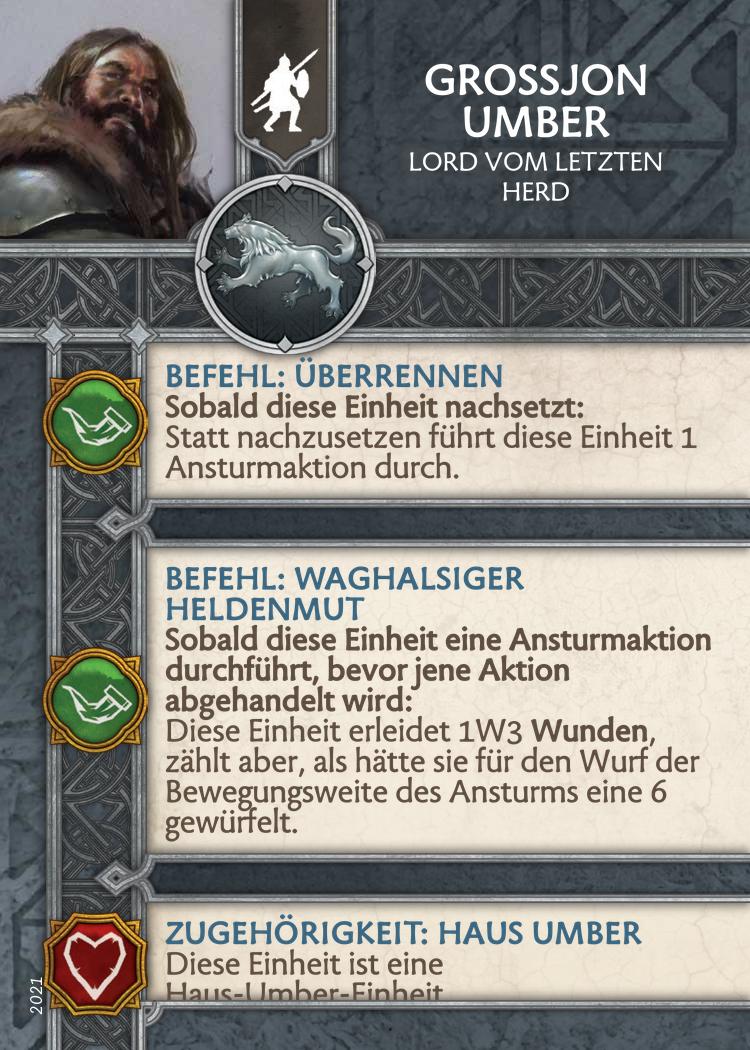 GROSSJON
UMBER
LORD VOM LETZTEN
HERD
BEFEHL: ÜBERRENNEN
Sobald diese Einheit nachsetzt:
Statt nachzusetzen führt diese Einheit 1
Ansturmaktion durch.
BEFEHL: WAGHALSIGER
HELDENMUT
Sobald diese Einheit eine Ansturmaktion
durchführt, bevor jene Aktion
abgehandelt wird:
Diese Einheit erleidet 1W3 Wunden,
zählt aber, als hätte sie für den Wurf der
Bewegungsweite des Ansturms eine 6
gewürfelt.
ZUGEHÖRIGKEIT: HAUS UMBER
Diese Einheit ist eine
Haus-Umber-Einheit
2021